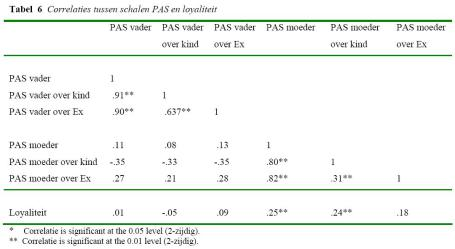 Tabel 6 Correlaties tussen schalen PAS en loyaliteit
PAS vader PAS vader PAS vader PAS moeder PAS moeder PAS moeder
over kind over Ex over kind over Ex
PAS vader 1
PAS vader over kind .91** 1
PAS vader over Ex .90** .637** 1
PAS moeder .11 .08 .13 1
PAS moeder over kind -.35 -.33 -.35 .80** 1
PAS moeder over Ex .27 .21 .28 .82** .31** 1
Loyaliteit .01 -.05 .09 .25** .24** .18
* Correlatie is significant at the 0.05 level (2-zijdig).
** Correlatie is significant at the 0.01 level (2-zijdig).